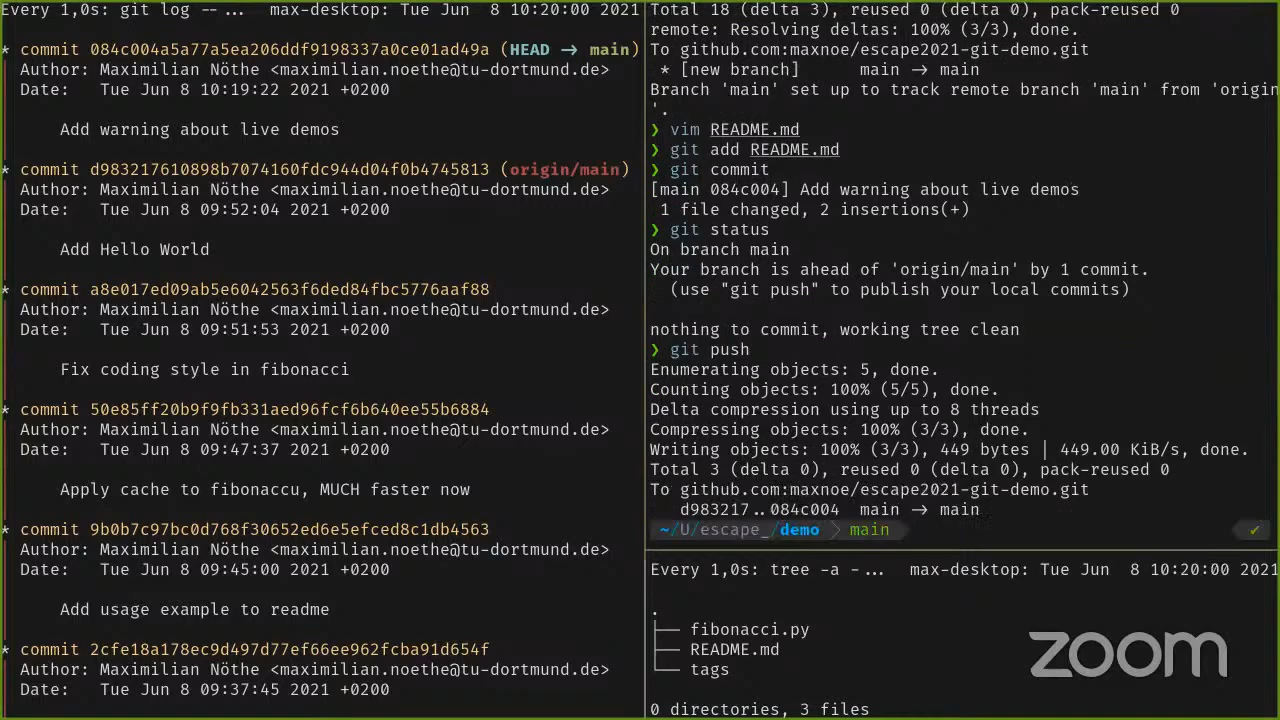 Every 1,0s: git log --... max-desktop: Tue Jun 8 10:20:00 2021
* commit 084c004a5a77a5ea206ddf9198337a0ce01ad49a (HEAD → main)
Author: Maximilian Nöthe <maximilian.noethe@tu-dortmund.de>
Date: Tue Jun 8 10:19:22 2021 +0200
Add warning about live demos
* commit d983217610898b7074160fdc944d04f0b4745813 (origin/main)
Author: Maximilian Nöthe <maximilian.noethe@tu-dortmund.de>
Date: Tue Jun 8 09:52:04 2021 +0200
Add Hello World
* commit a8e017ed09ab5e6042563f6ded84fbc5776aaf88
Author: Maximilian Nöthe <maximilian.noethe@tu-dortmund.de>
Date: Tue Jun 8 09:51:53 2021 +0200
Fix coding style in fibonacci
* commit 50e85ff20b9f9fb331aed96fcf6b640ee55b6884
Author: Maximilian Nöthe <maximilian.noethe@tu-dortmund.de>
Date: Tue Jun 8 09:47:37 2021 +0200
Apply cache to fibonaccu, MUCH faster now
* commit 9b0b7c97bc0d768f30652ed6e5efced8c1db4563
Author: Maximilian Nöthe <maximilian.noethe@tu-dortmund.de>
Date: Tue Jun 8 09:45:00 2021 +0200
Add usage example to readme
* commit 2cfe18a178ec9d497d77ef66ee962fcba91d654f
Author: Maximilian Nöthe <maximilian.noethe@tu-dortmund.de>
Date: Tue Jun 8 09:37:45 2021 +0200
Total 18 (delta 3), reused 0 (delta 0), pack-reused 0
remote: Resolving deltas: 100% (3/3), done.
To github.com:maxnoe/escape2021-git-demo.git
* [new branch] main → main
Branch 'main' set up to track remote branch 'main' from 'origin
'.
❯ vim README.md
❯ git add README.md
❯ git commit
[main 084c004] Add warning about live demos
1 file changed, 2 insertions(+)
❯ git status
On branch main
Your branch is ahead of 'origin/main' by 1 commit.
(use "git push" to publish your local commits)
nothing to commit, working tree clean
❯ git push
Enumerating objects: 5, done.
Counting objects: 100% (5/5), done.
Delta compression using up to 8 threads
Compressing objects: 100% (3/3), done.
Writing objects: 100% (3/3), 449 bytes | 449.00 KiB/s, done.
Total 3 (delta 0), reused 0 (delta 0), pack-reused 0
To github.com:maxnoe/escape2021-git-demo.git
d983217..084c004 main → main
~/U/escape_/demo main ✓
Every 1,0s: tree -a -... max-desktop: Tue Jun 8 10:20:00 2021
.
├── fibonacci.py
├── README.md
└── tags
0 directories, 3 files
zoom